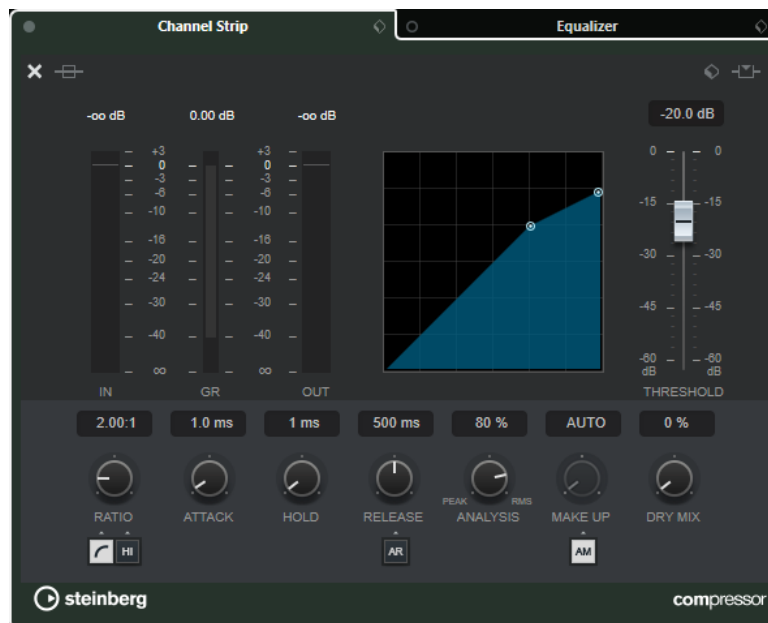 Channel Strip
Equalizer
-oo dB 0.00 dB -oo dB
-20.0 dB
+3 +3
0 0
-3 -3
-6 -6
-10 -10
-16 -16
-20 -20
-24 -24
-30 -30
-40 -40
∞ ∞
IN GR OUT
0 0
-15 -15
-30 -30
-45 -45
-60 -60
dB dB
THRESHOLD
2.00:1 1.0 ms 1 ms 500 ms 80 % AUTO 0 %
PEAK RMS
RATIO ATTACK HOLD RELEASE ANALYSIS MAKE UP DRY MIX
HI AR AM
steinberg
compressor